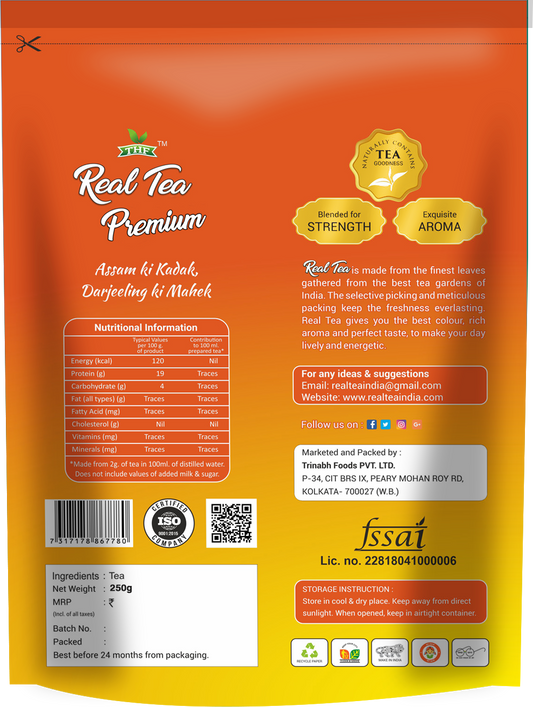 THF TM
Real Tea
Premium
Assam ki Kadak,
Darjeeling ki Mahek
Nutritional Information
Typical Values per 100 g. of product
Contribution to 100 ml. prepared tea*
Energy (kcal) 120 Nil
Protein (g) 19 Traces
Carbohydrate (g) 4 Traces
Fat (all types) (g) Traces Traces
Fatty Acid (mg) Traces Traces
Cholesterol (g) Nil Nil
Vitamins (mg) Traces Traces
Minerals (mg) Traces Traces
*Made from 2g. of tea in 100ml. of distilled water.
Does not include values of added milk & sugar.
7 317178 867780
CERTIFIED
ISO
9001:2015
COMPANY
Ingredients : Tea
Net Weight : 250g
MRP : ₹
(Incl. of all taxes)
Batch No. :
Packed :
Best before 24 months from packaging.
NATURALLY CONTAINS
TEA
GOODNESS
Blended for
STRENGTH
Exquisite
AROMA
Real Tea is made from the finest leaves
gathered from the best tea gardens of
India. The selective picking and meticulous
packing keep the freshness everlasting.
Real Tea gives you the best colour, rich
aroma and perfect taste, to make your day
lively and energetic.
For any ideas & suggestions
Email: realteaindia@gmail.com
Website: www.realteaindia.com
Follow us on
Marketed and Packed by :
Trinabh Foods PVT. LTD.
P-34, CIT BRS IX, PEARY MOHAN ROY RD,
KOLKATA- 700027 (W.B.)
fssai
Lic. no. 22818041000006
STORAGE INSTRUCTION :
Store in cool & dry place. Keep away from direct
sunlight. When opened, keep in airtight container.
RECYCLE PAPER
MAKE IN INDIA